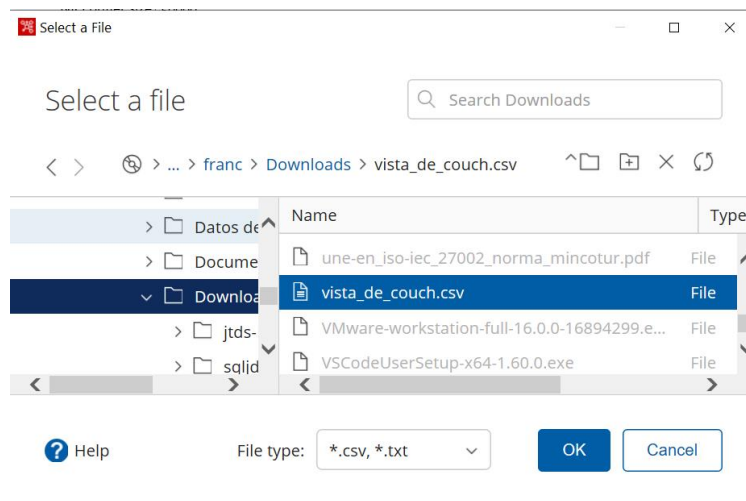 Select a File
Select a file
Search Downloads
> ... > franc > Downloads > vista_de_couch.csv
Name Type
Datos de
Docume
Downloa
jtds-
sqljd
une-en_iso-iec_27002_norma_mincotur.pdf File
vista_de_couch.csv File
VMware-workstation-full-16.0.0-16894299.e... File
VSCodeUserSetup-x64-1.60.0.exe File
Help
File type: *.csv, *.txt
OK
Cancel